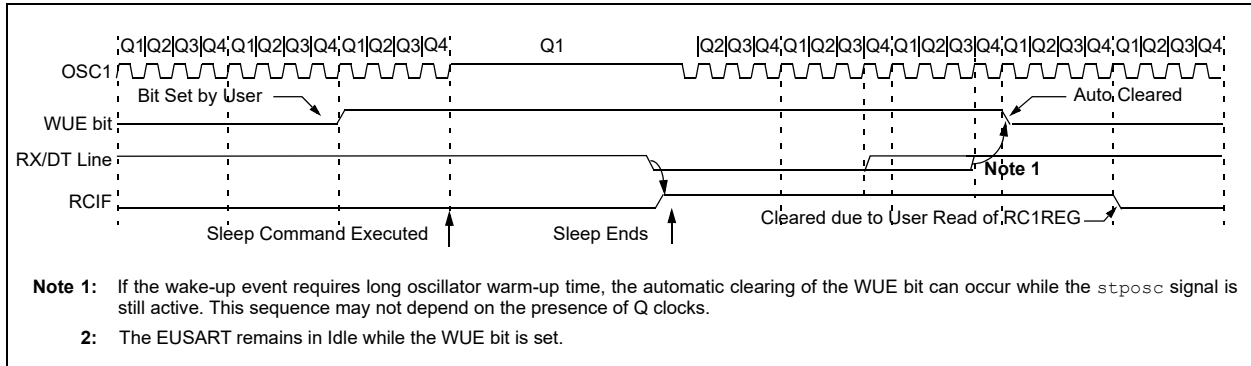 Q1|Q2|Q3|Q4|Q1|Q2|Q3|Q4|Q1|Q2|Q3|Q4 Q1 |Q2|Q3|Q4|Q1|Q2|Q3|Q4|Q1|Q2|Q3|Q4|Q1|Q2|Q3|Q4|Q1|Q2|Q3|Q4
OSC1
Bit Set by User Auto Cleared
WUE bit
RX/DT Line
Note 1
RCIF
Cleared due to User Read of RC1REG
Sleep Command Executed Sleep Ends
Note 1: If the wake-up event requires long oscillator warm-up time, the automatic clearing of the WUE bit can occur while the stposc signal is
still active. This sequence may not depend on the presence of Q clocks.
2: The EUSART remains in Idle while the WUE bit is set.